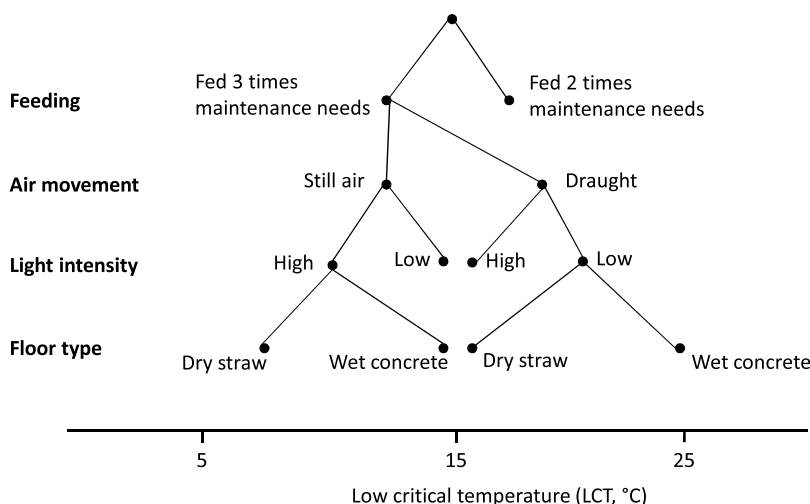 Feeding
Fed 3 times
maintenance needs
Fed 2 times
maintenance needs
Air movement
Still air
Draught
Light intensity
High
Low
High
Low
Floor type
Dry straw
Wet concrete
Dry straw
Wet concrete
5
15
25
Low critical temperature (LCT, °C)